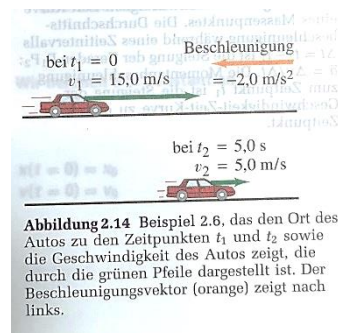 Beschleunigung
bei t₁ = 0
v₁ = 15,0 m/s
=−2,0 m/s²
bei t₂ = 5,0 s
v₂ = 5,0 m/s
Abbildung 2.14 Beispiel 2.6, das den Ort des
Autos zu den Zeitpunkten t₁ und t₂ sowie
die Geschwindigkeit des Autos zeigt, die
durch die grünen Pfeile dargestellt ist. Der
Beschleunigungsvektor (orange) zeigt nach
links.